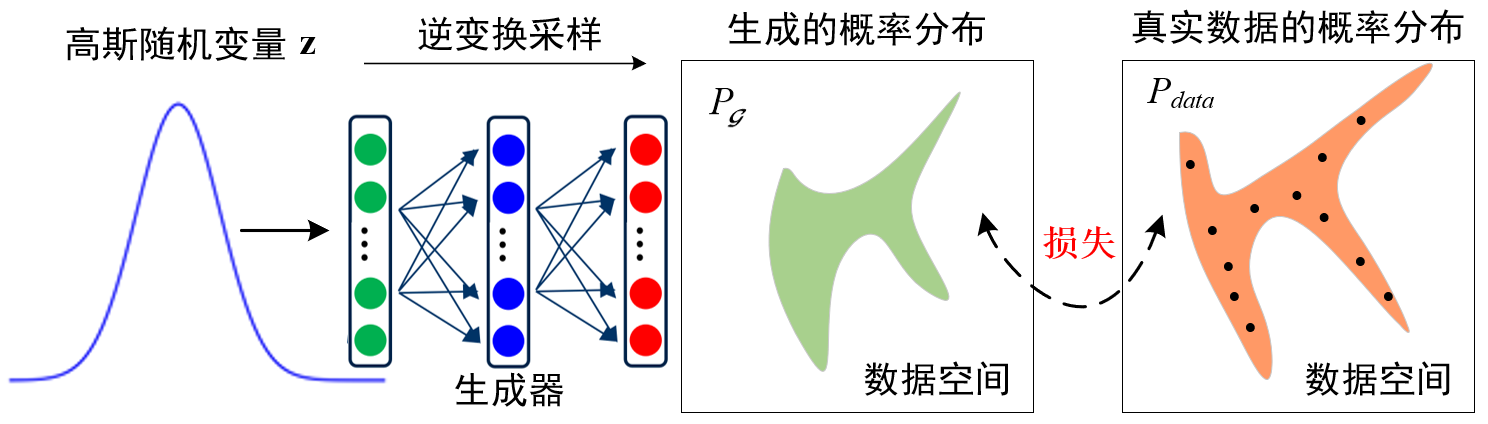 高斯随机变量 z
逆变换采样
生成的概率分布
真实数据的概率分布
P𝒢
Pdata
损失
生成器
数据空间
数据空间